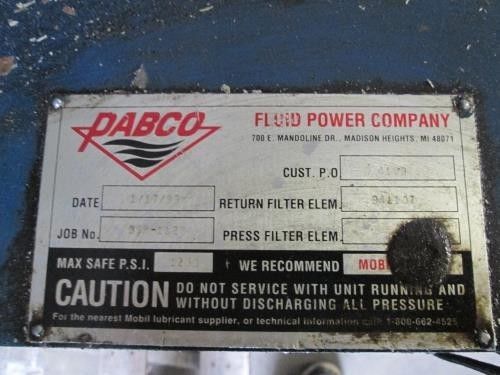 PABCO
FLUID POWER COMPANY
700 E. MANDOLINE DR., MADISON HEIGHTS, MI 48071
CUST. P.O
DATE RETURN FILTER ELEM.
JOB No. PRESS FILTER ELEM.
MAX SAFE P.S.I. WE RECOMMEND
CAUTION DO NOT SERVICE WITH UNIT RUNNING AND
WITHOUT DISCHARGING ALL PRESSURE
For the nearest Mobil lubricant supplier, or technical information call 1-800-662-4525